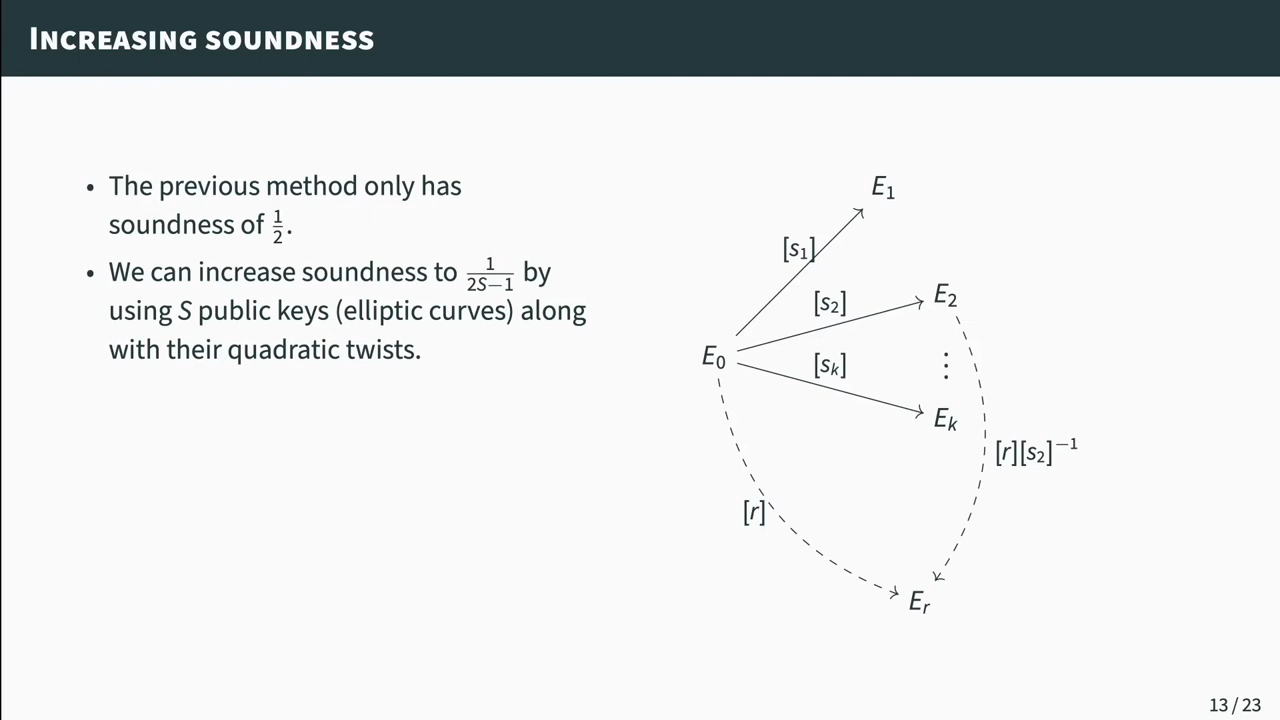 INCREASING SOUNDNESS
• The previous method only has
soundness of 1/2.
• We can increase soundness to 1/(2S−1) by
using S public keys (elliptic curves) along
with their quadratic twists.
E₁
[s₁]
E₂
[s₂]
E₀
[sₖ]
⋮
Eₖ
[r][s₂]⁻¹
[r]
Eᵣ
13 / 23